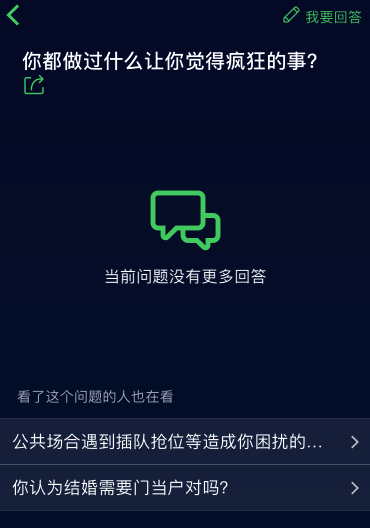 我要回答
你都做过什么让你觉得疯狂的事?
当前问题没有更多回答
看了这个问题的人也在看
公共场合遇到插队抢位等造成你困扰的...
你认为结婚需要门当户对吗?